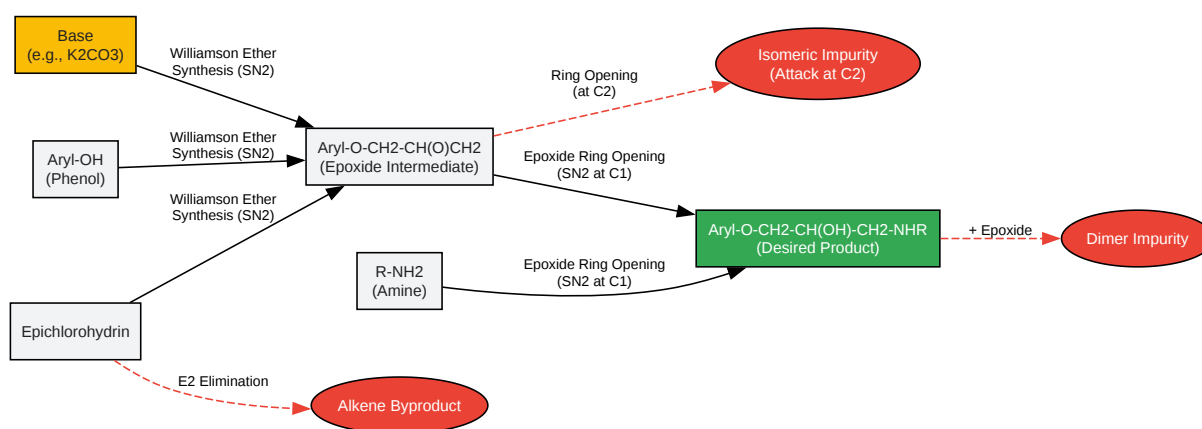 Base
(e.g., K2CO3)
Williamson Ether
Synthesis (SN2)
Isomeric Impurity
(Attack at C2)
Ring Opening
(at C2)
Aryl-OH
(Phenol)
Williamson Ether
Synthesis (SN2)
Aryl-O-CH2-CH(O)CH2
(Epoxide Intermediate)
Epoxide Ring Opening
(SN2 at C1)
Williamson Ether
Synthesis (SN2)
Aryl-O-CH2-CH(OH)-CH2-NHR
(Desired Product)
+ Epoxide
Dimer Impurity
R-NH2
(Amine)
Epoxide Ring Opening
(SN2 at C1)
Epichlorohydrin
E2 Elimination
Alkene Byproduct